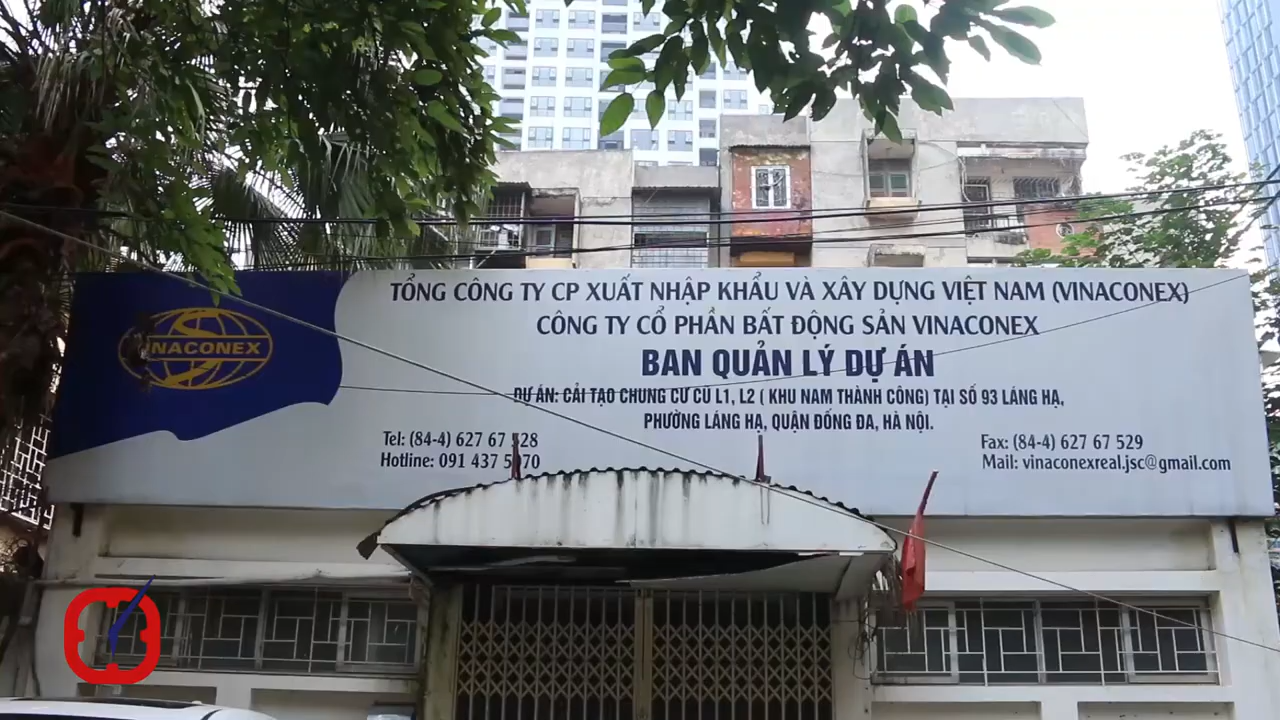 TỔNG CÔNG TY CP XUẤT NHẬP KHẨU VÀ XÂY DỰNG VIỆT NAM (VINACONEX)
CÔNG TY CỔ PHẦN BẤT ĐỘNG SẢN VINACONEX
VINACONEX
BAN QUẢN LÝ DỰ ÁN
DỰ ÁN: CẢI TẠO CHUNG CƯ CŨ L1, L2 ( KHU NAM THÀNH CÔNG) TẠI SỐ 93 LÁNG HẠ,
PHƯỜNG LÁNG HẠ, QUẬN ĐỐNG ĐA, HÀ NỘI.
Tel: (84-4) 627 67
Hotline: 091 437
Fax: (84-4) 627 67 529
Mail: vinaconexreal.jsc@gmail.com